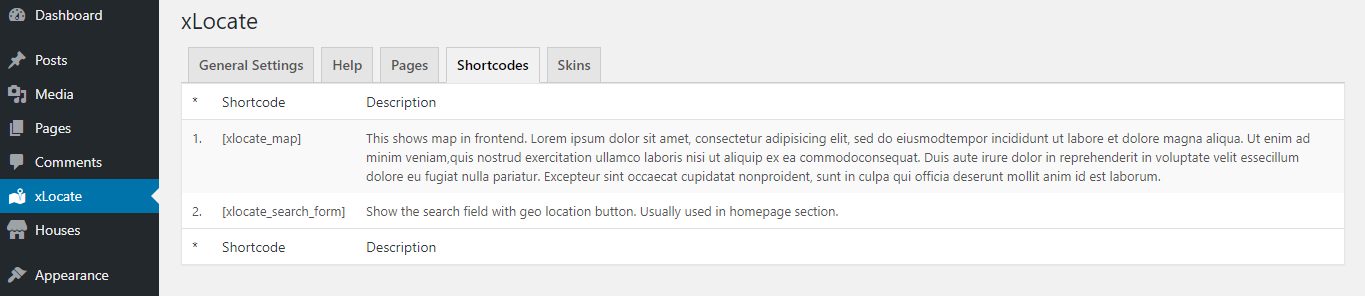 Dashboard
Posts
Media
Pages
Comments
xLocate
Houses
Appearance
xLocate
General Settings Help Pages Shortcodes Skins
* Shortcode Description
1. [xlocate_map] This shows map in frontend. Lorem ipsum dolor sit amet, consectetur adipisicing elit, sed do eiusmodtempor incididunt ut labore et dolore magna aliqua. Ut enim ad
minim veniam,quis nostrud exercitation ullamco laboris nisi ut aliquip ex ea commodoconsequat. Duis aute irure dolor in reprehenderit in voluptate velit essecillum
dolore eu fugiat nulla pariatur. Excepteur sint occaecat cupidatat nonproident, sunt in culpa qui officia deserunt mollit anim id est laborum.
2. [xlocate_search_form] Show the search field with geo location button. Usually used in homepage section.
* Shortcode Description